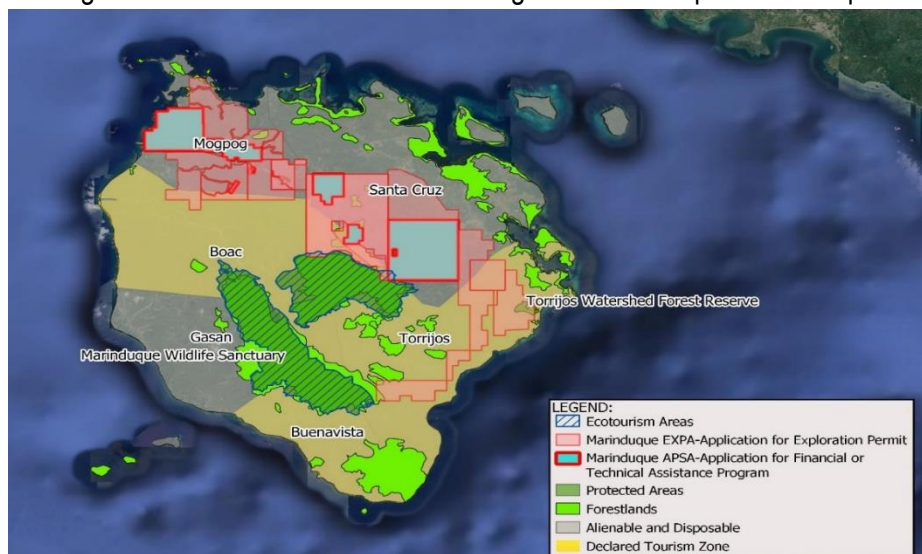 Mogpog
Santa Cruz
Boac
Torrijos Watershed Forest Reserve
Gasan
Torrijos
Marinduque Wildlife Sanctuary
Buenavista
LEGEND:
Ecotourism Areas
Marinduque EXPA-Application for Exploration Permit
Marinduque APSA-Application for Financial or
Technical Assistance Program
Protected Areas
Forestlands
Alienable and Disposable
Declared Tourism Zone